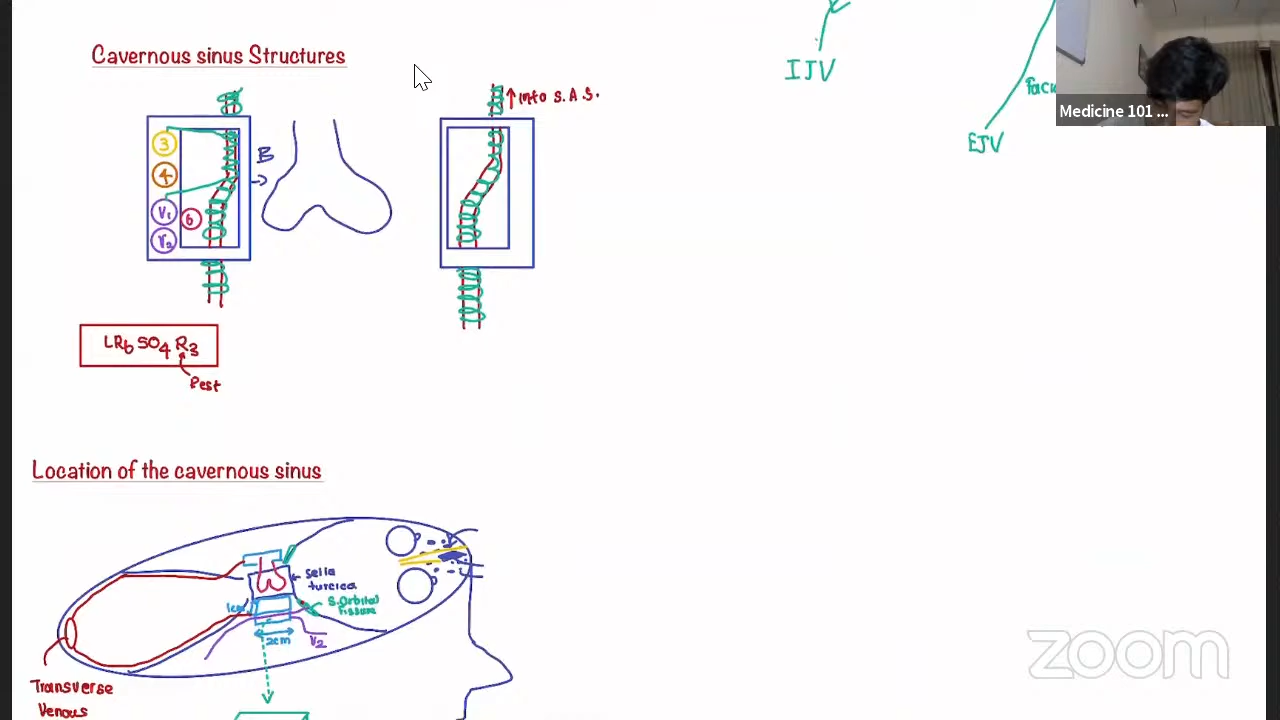 Cavernous sinus Structures
IJV
EJV
Medicine 101 ...
3
4
V1
V2
6
B
into S.A.S.
LR6 SO4 R3
Rest
Location of the cavernous sinus
Sella
turcica
1cm
S.Orbital
Fissure
2cm
V2
Transverse
Venous
zoom